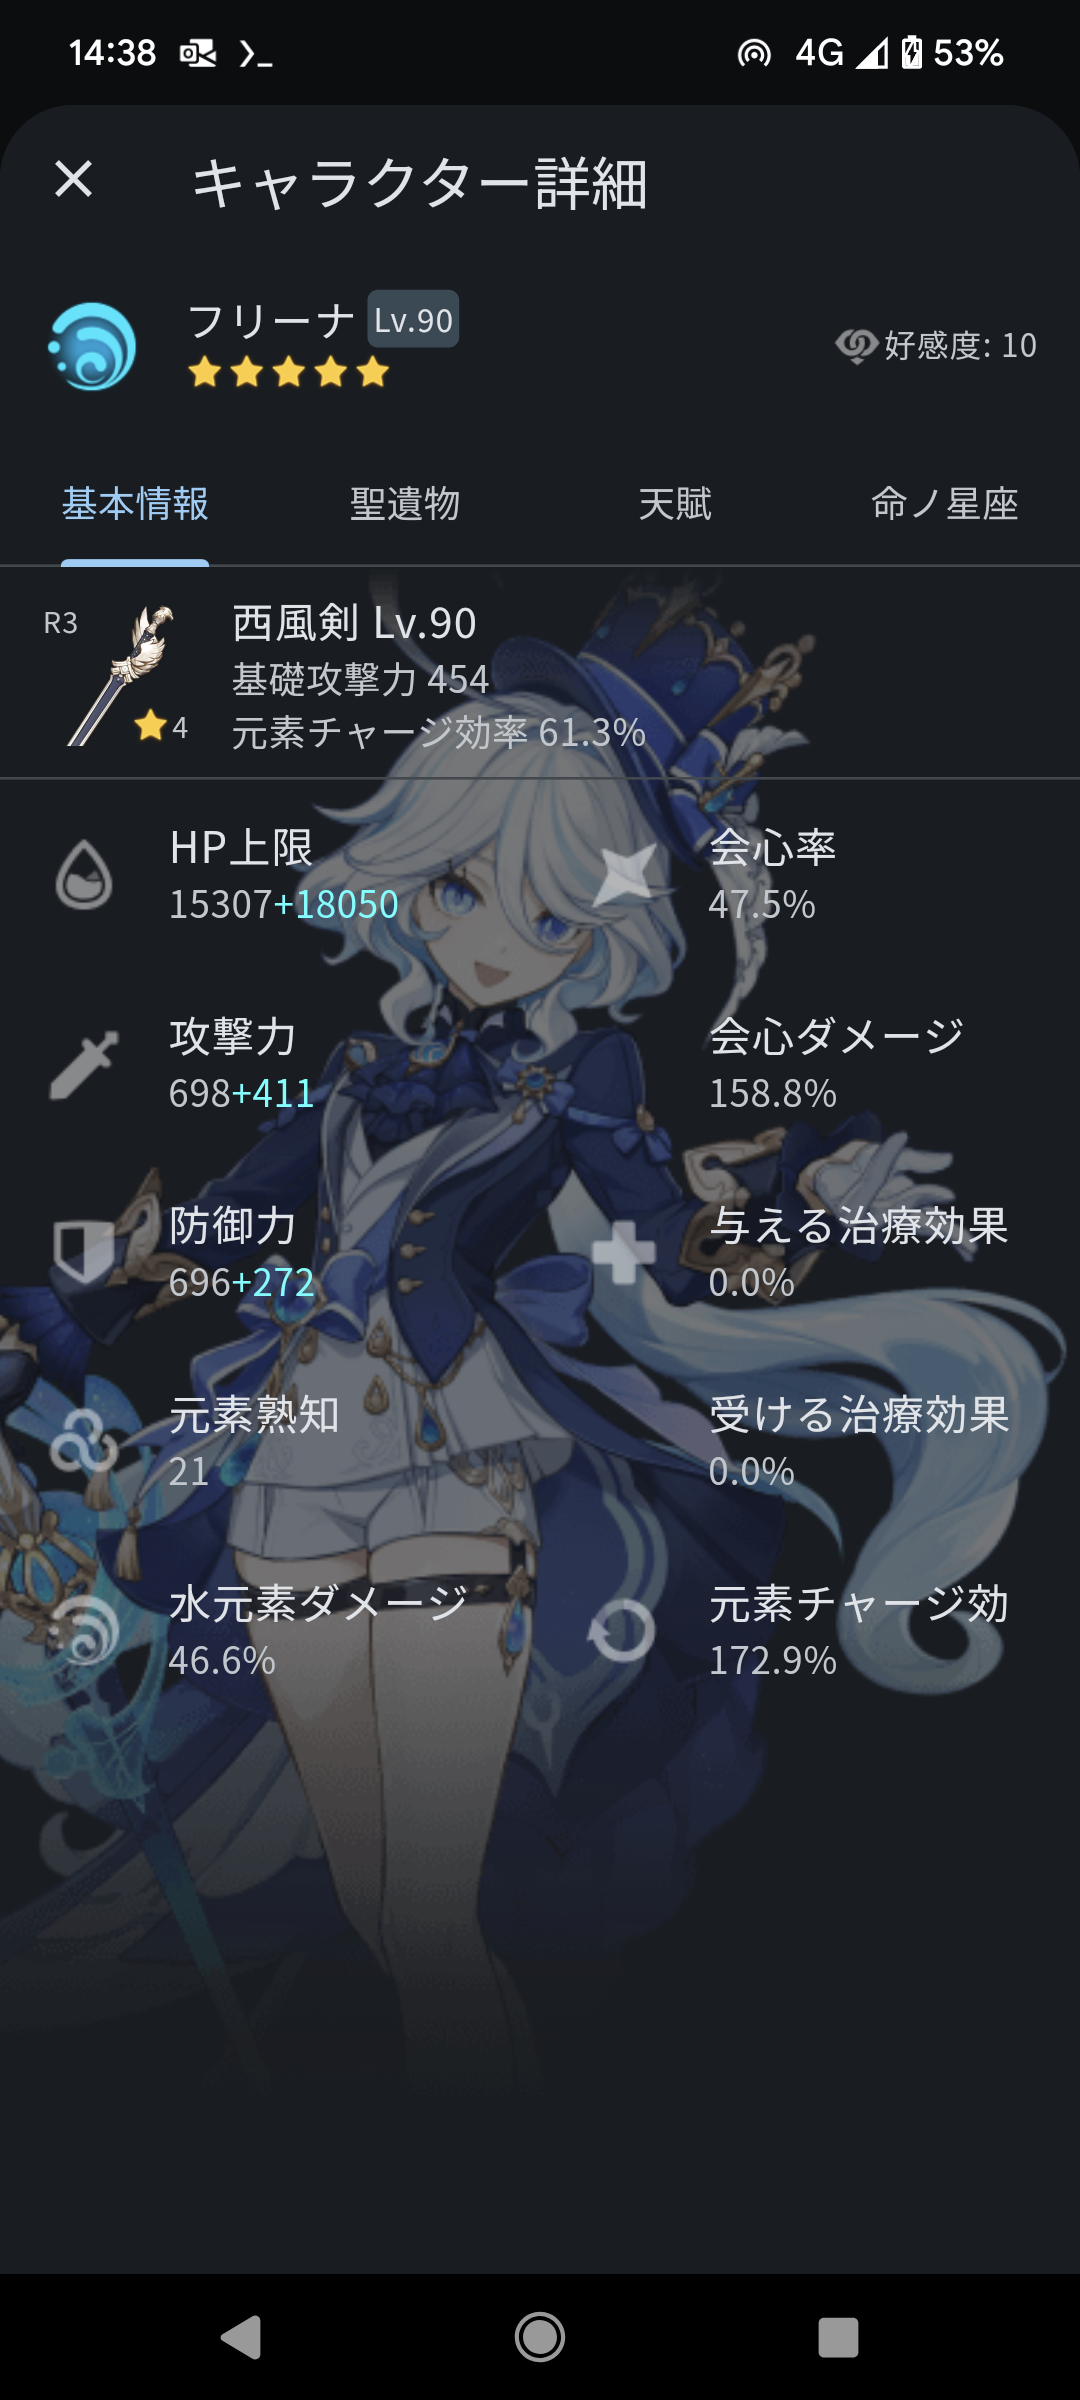 14:38
4G
53%
キャラクター詳細
フリーナ Lv.90
好感度: 10
基本情報
聖遺物
天賦
命ノ星座
R3
4
西風剣 Lv.90
基礎攻撃力 454
元素チャージ効率 61.3%
HP上限
15307+18050
会心率
47.5%
攻撃力
698+411
会心ダメージ
158.8%
防御力
696+272
与える治療効果
0.0%
元素熟知
21
受ける治療効果
0.0%
水元素ダメージ
46.6%
元素チャージ効
172.9%